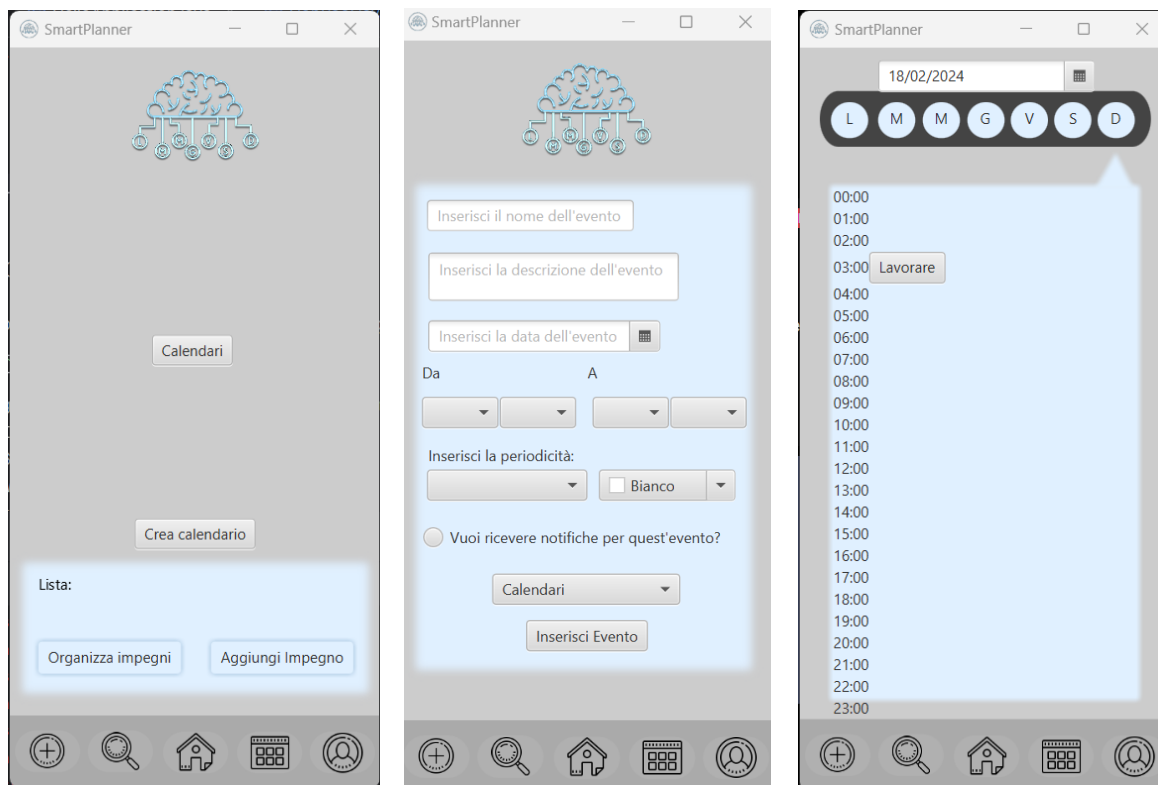 SmartPlanner
Calendari
Crea calendario
Lista:
Organizza impegni
Aggiungi Impegno
SmartPlanner
Inserisci il nome dell'evento
Inserisci la descrizione dell'evento
Inserisci la data dell'evento
Da
A
Inserisci la periodicità:
Bianco
Vuoi ricevere notifiche per quest'evento?
Calendari
Inserisci Evento
SmartPlanner
18/02/2024
L M M G V S D
00:00
01:00
02:00
03:00 Lavorare
04:00
05:00
06:00
07:00
08:00
09:00
10:00
11:00
12:00
13:00
14:00
15:00
16:00
17:00
18:00
19:00
20:00
21:00
22:00
23:00